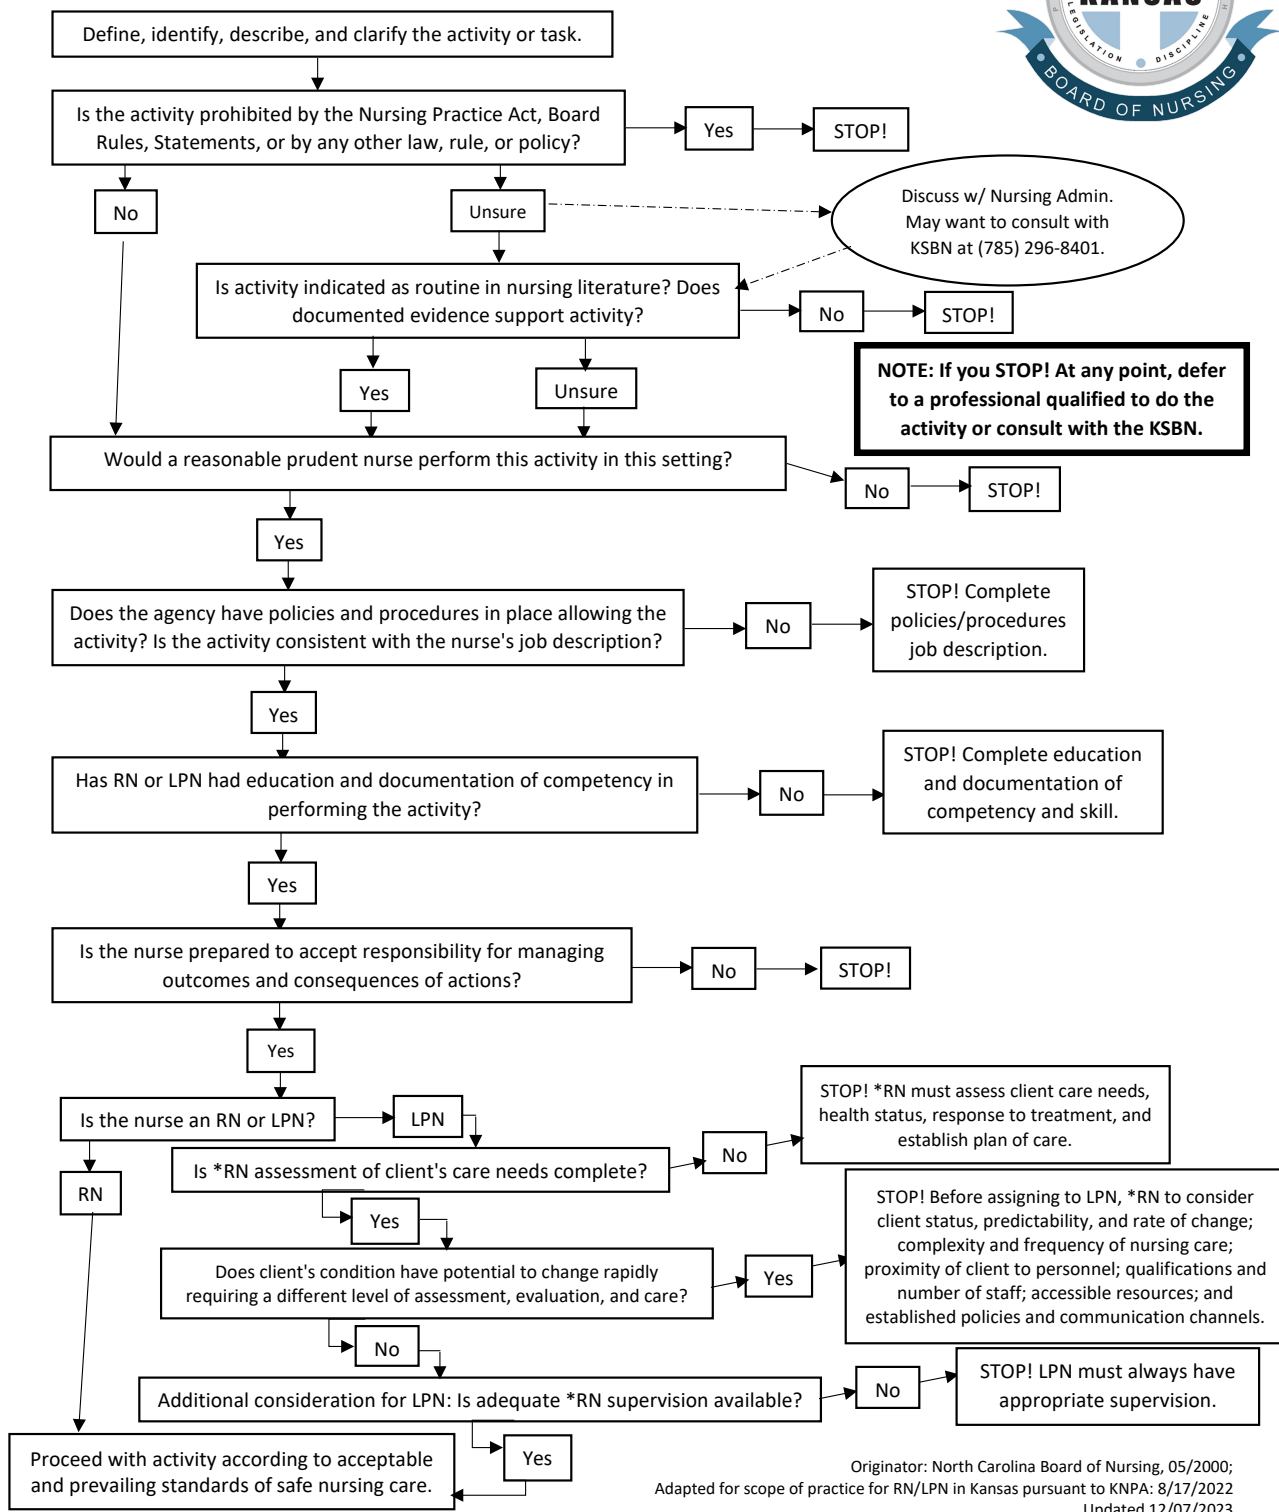 KANSAS
LEGISLATION
DISCIPLINE
BOARD OF NURSING
Define, identify, describe, and clarify the activity or task.
Is the activity prohibited by the Nursing Practice Act, Board
Rules, Statements, or by any other law, rule, or policy?
Yes
STOP!
No
Unsure
Discuss w/ Nursing Admin.
May want to consult with
KSBN at (785) 296-8401.
Is activity indicated as routine in nursing literature? Does
documented evidence support activity?
No
STOP!
Yes
Unsure
NOTE: If you STOP! At any point, defer
to a professional qualified to do the
activity or consult with the KSBN.
Would a reasonable prudent nurse perform this activity in this setting?
No
STOP!
Yes
Does the agency have policies and procedures in place allowing the
activity? Is the activity consistent with the nurse's job description?
No
STOP! Complete
policies/procedures
job description.
Yes
Has RN or LPN had education and documentation of competency in
performing the activity?
No
STOP! Complete education
and documentation of
competency and skill.
Yes
Is the nurse prepared to accept responsibility for managing
outcomes and consequences of actions?
No
STOP!
Yes
Is the nurse an RN or LPN?
LPN
RN
Is *RN assessment of client's care needs complete?
No
STOP! *RN must assess client care needs,
health status, response to treatment, and
establish plan of care.
Yes
Does client's condition have potential to change rapidly
requiring a different level of assessment, evaluation, and care?
Yes
STOP! Before assigning to LPN, *RN to consider
client status, predictability, and rate of change;
complexity and frequency of nursing care;
proximity of client to personnel; qualifications and
number of staff; accessible resources; and
established policies and communication channels.
No
Additional consideration for LPN: Is adequate *RN supervision available?
No
STOP! LPN must always have
appropriate supervision.
Yes
Proceed with activity according to acceptable
and prevailing standards of safe nursing care.
Originator: North Carolina Board of Nursing, 05/2000;
Adapted for scope of practice for RN/LPN in Kansas pursuant to KNPA: 8/17/2022
Updated 12/07/2023